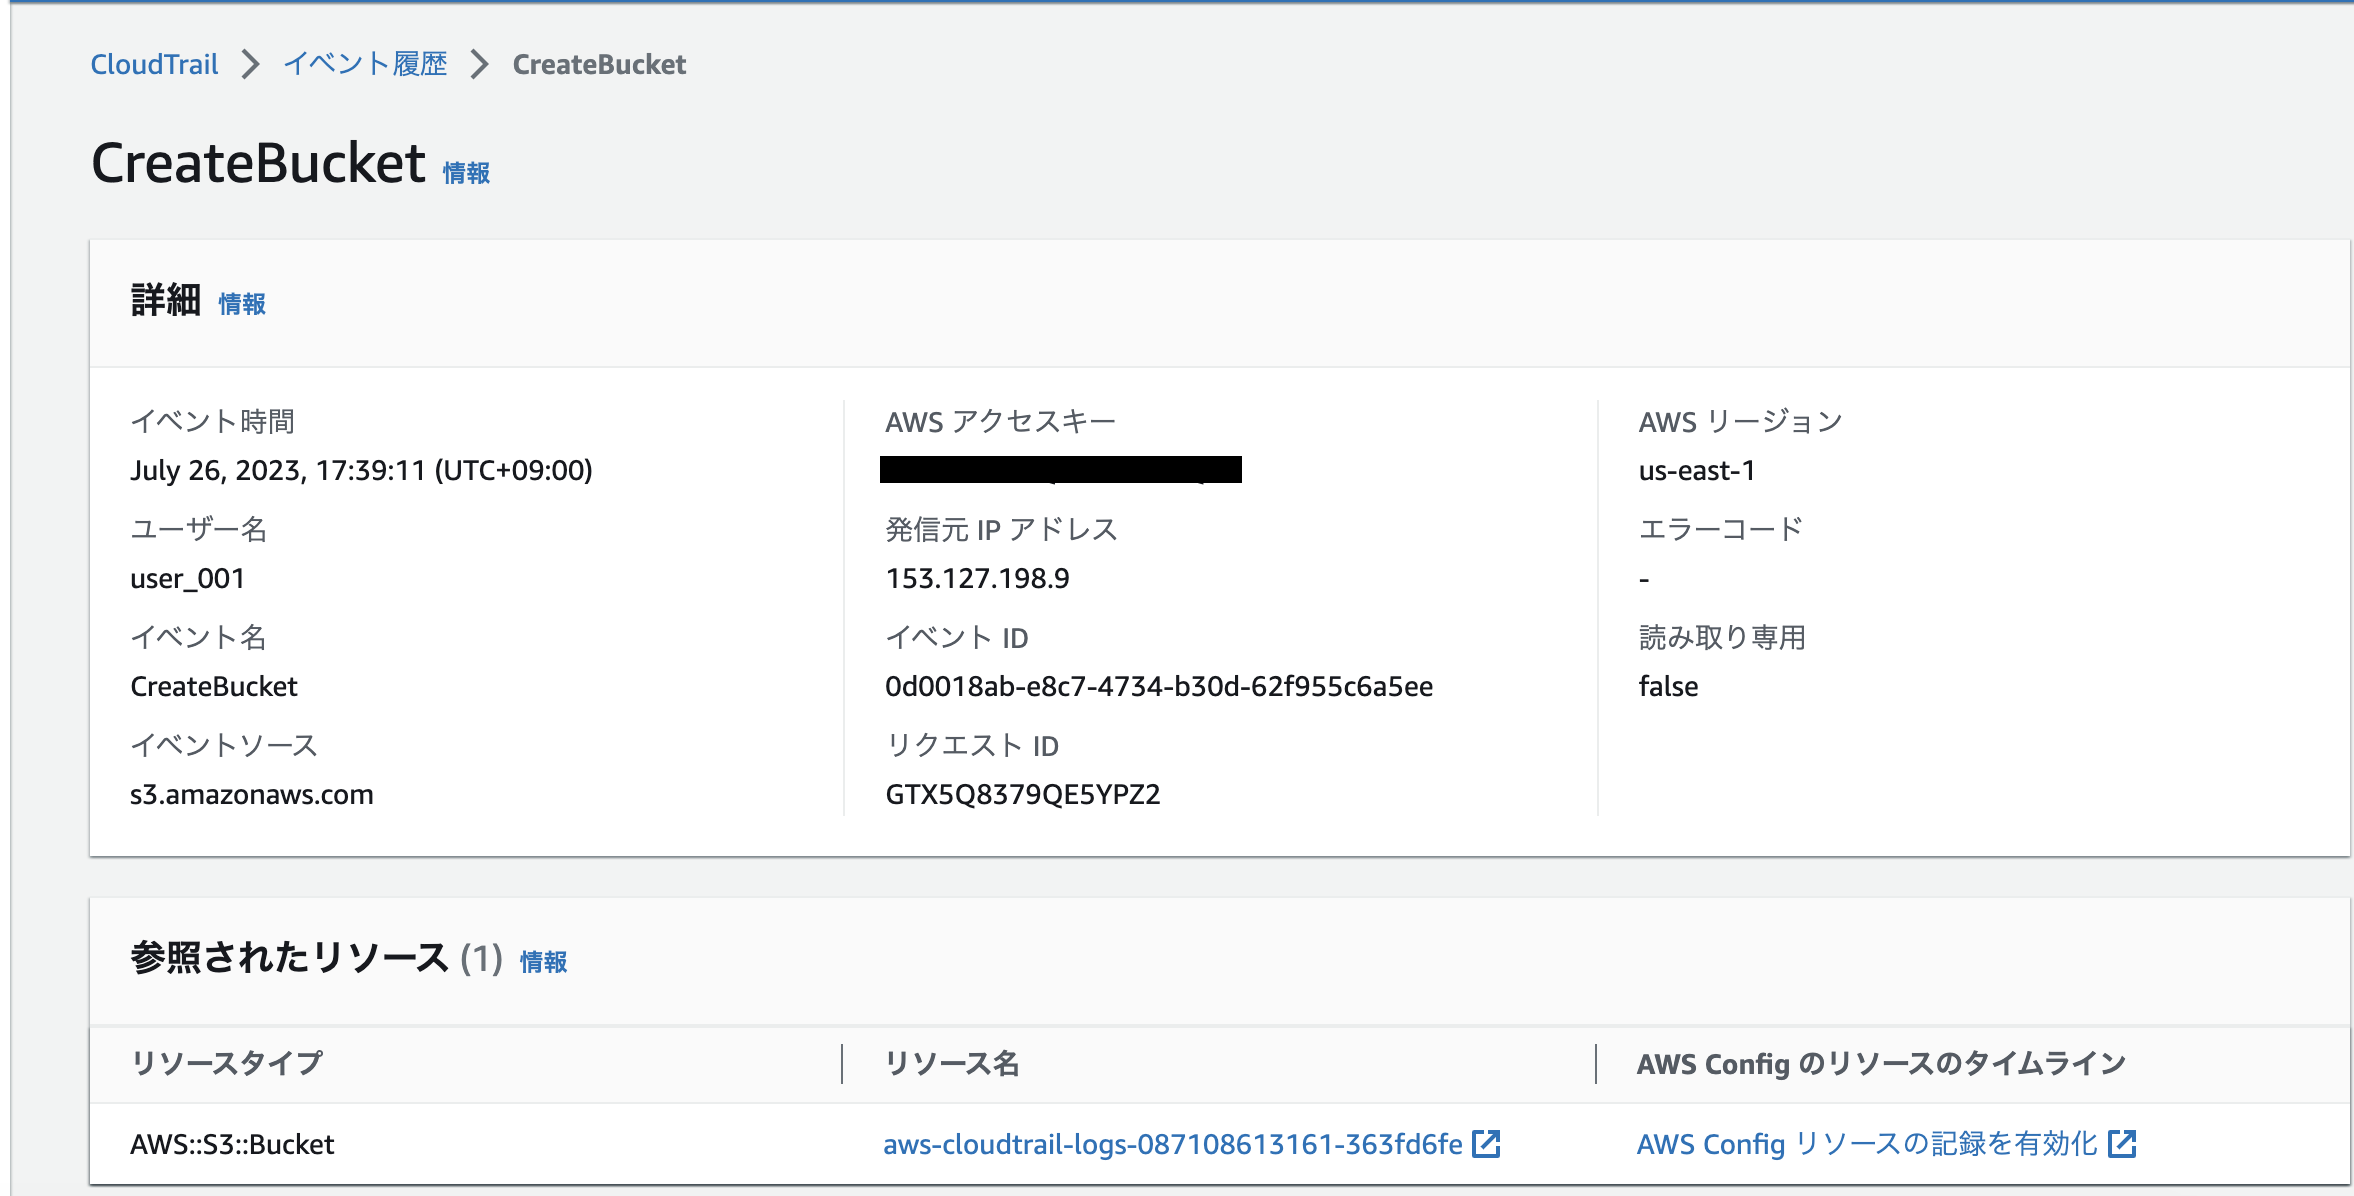 CloudTrail > イベント履歴 > CreateBucket
CreateBucket 情報
詳細 情報
イベント時間
July 26, 2023, 17:39:11 (UTC+09:00)
ユーザー名
user_001
イベント名
CreateBucket
イベントソース
s3.amazonaws.com
AWS アクセスキー
発信元 IP アドレス
153.127.198.9
イベント ID
0d0018ab-e8c7-4734-b30d-62f955c6a5ee
リクエスト ID
GTX5Q8379QE5YPZ2
AWS リージョン
us-east-1
エラーコード
-
読み取り専用
false
参照されたリソース (1) 情報
リソースタイプ リソース名 AWS Config のリソースのタイムライン
AWS::S3::Bucket aws-cloudtrail-logs-087108613161-363fd6fe AWS Config リソースの記録を有効化